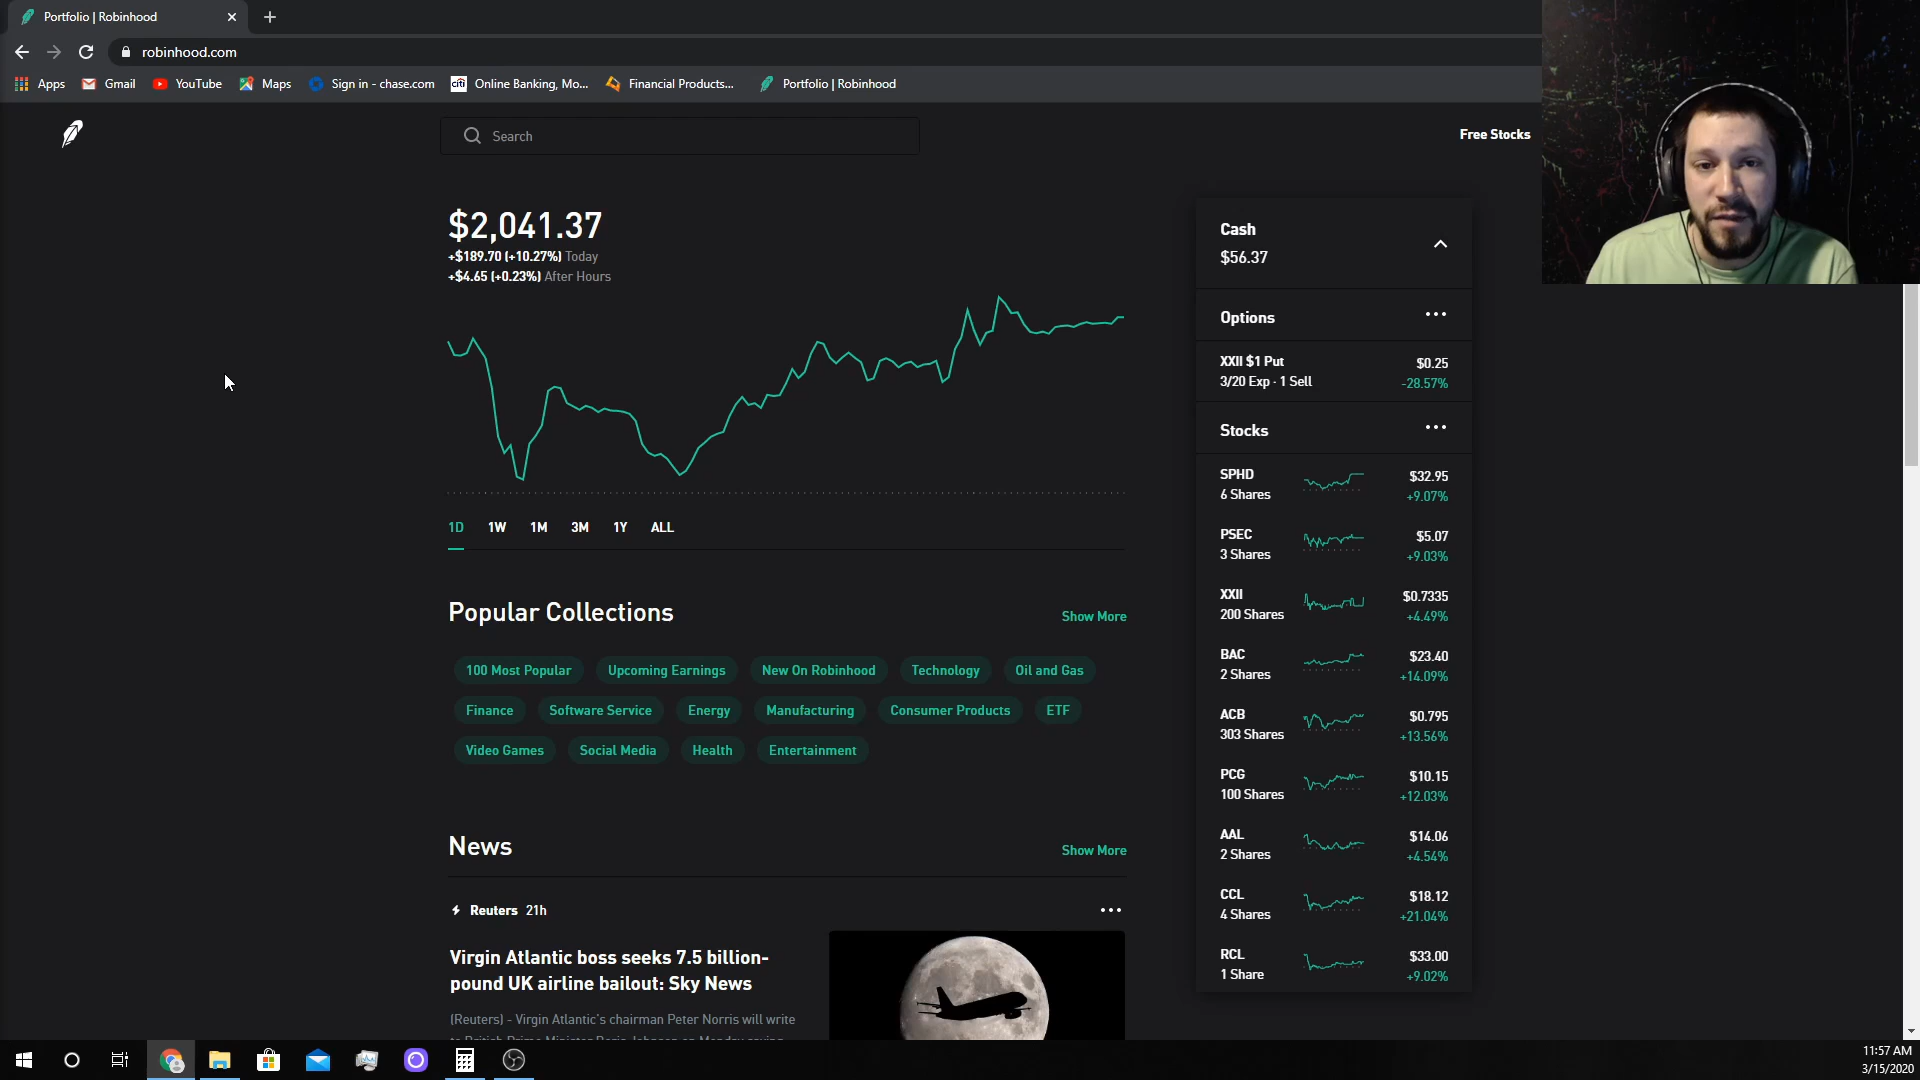 Portfolio | Robinhood
robinhood.com
Apps
Gmail
YouTube
Maps
Sign in - chase.com
citi
Online Banking, Mo...
Financial Products...
Portfolio | Robinhood
Search
Free Stocks
$2,041.37
+$189.70 (+10.27%) Today
+$4.65 (+0.23%) After Hours
1D 1W 1M 3M 1Y ALL
Popular Collections
Show More
100 Most Popular
Upcoming Earnings
New On Robinhood
Technology
Oil and Gas
Finance
Software Service
Energy
Manufacturing
Consumer Products
ETF
Video Games
Social Media
Health
Entertainment
News
Show More
Reuters 21h
Virgin Atlantic boss seeks 7.5 billion-
pound UK airline bailout: Sky News
(Reuters) - Virgin Atlantic's chairman Peter Norris will write
Cash
$56.37
Options
XXII $1 Put
$0.25
3/20 Exp · 1 Sell
-28.57%
Stocks
SPHD
$32.95
6 Shares
+9.07%
PSEC
$5.07
3 Shares
+9.03%
XXII
$0.7335
200 Shares
+4.49%
BAC
$23.40
2 Shares
+14.09%
ACB
$0.795
303 Shares
+13.56%
PCG
$10.15
100 Shares
+12.03%
AAL
$14.06
2 Shares
+4.54%
CCL
$18.12
4 Shares
+21.04%
RCL
$33.00
1 Share
+9.02%
11:57 AM
3/15/2020